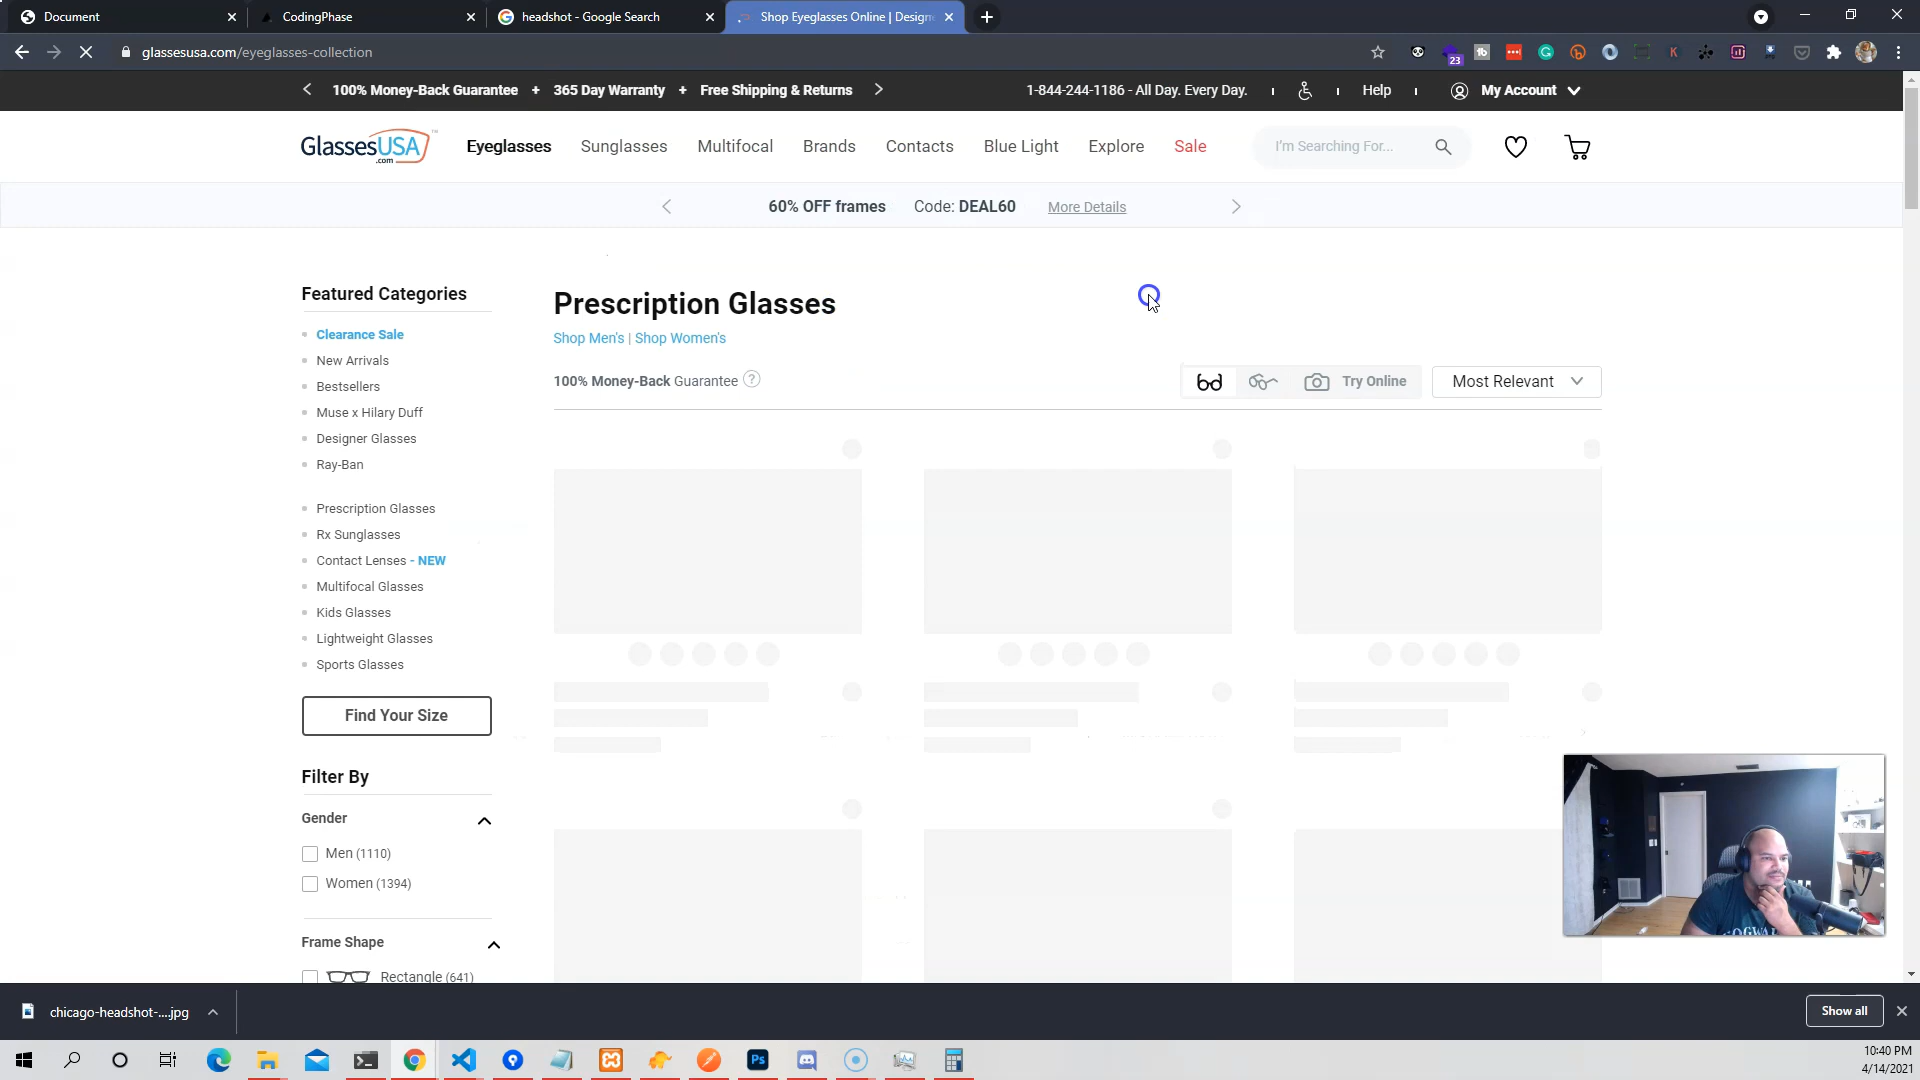 Document
CodingPhase
headshot - Google Search
Shop Eyeglasses Online | Design
glassesusa.com/eyeglasses-collection
23
100% Money-Back Guarantee + 365 Day Warranty + Free Shipping & Returns
1-844-244-1186 - All Day. Every Day.
Help
My Account
GlassesUSA
.com
Eyeglasses
Sunglasses
Multifocal
Brands
Contacts
Blue Light
Explore
Sale
I'm Searching For...
60% OFF frames
Code: DEAL60
More Details
Featured Categories
Clearance Sale
New Arrivals
Bestsellers
Muse x Hilary Duff
Designer Glasses
Ray-Ban
Prescription Glasses
Rx Sunglasses
Contact Lenses - NEW
Multifocal Glasses
Kids Glasses
Lightweight Glasses
Sports Glasses
Find Your Size
Filter By
Gender
Men (1110)
Women (1394)
Frame Shape
Rectangle (641)
Prescription Glasses
Shop Men's | Shop Women's
100% Money-Back Guarantee ?
Try Online
Most Relevant
chicago-headshot-....jpg
Show all
Ps
10:40 PM
4/14/2021